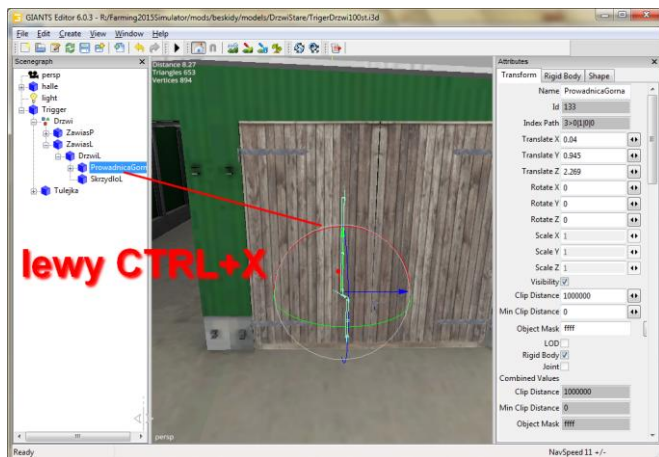 GIANTS Editor 6.0.3 - R:/Farming2015Simulator/mods/beskidy/models/DrzwiStare/TrigerDrzwi100st.i3d
File Edit Create View Window Help
Scenegraph
persp
halle
light
Trigger
Drzwi
ZawiasP
ZawiasL
DrzwiL
ProwadnicaGorn
SkrzydloL
Tulejka
Distance 8.27
Triangles 653
Vertices 894
lewy CTRL+X
persp
Attributes
Transform Rigid Body Shape
Name ProwadnicaGorna
Id 133
Index Path 3>0|1|0|0
Translate X 0.04
Translate Y 0.945
Translate Z 2.269
Rotate X 0
Rotate Y 0
Rotate Z 0
Scale X 1
Scale Y 1
Scale Z 1
Visibility
Clip Distance 1000000
Min Clip Distance 0
Object Mask ffff
LOD
Rigid Body
Joint
Combined Values
Clip Distance 1000000
Min Clip Distance 0
Object Mask ffff
Ready
NavSpeed 11 +/-